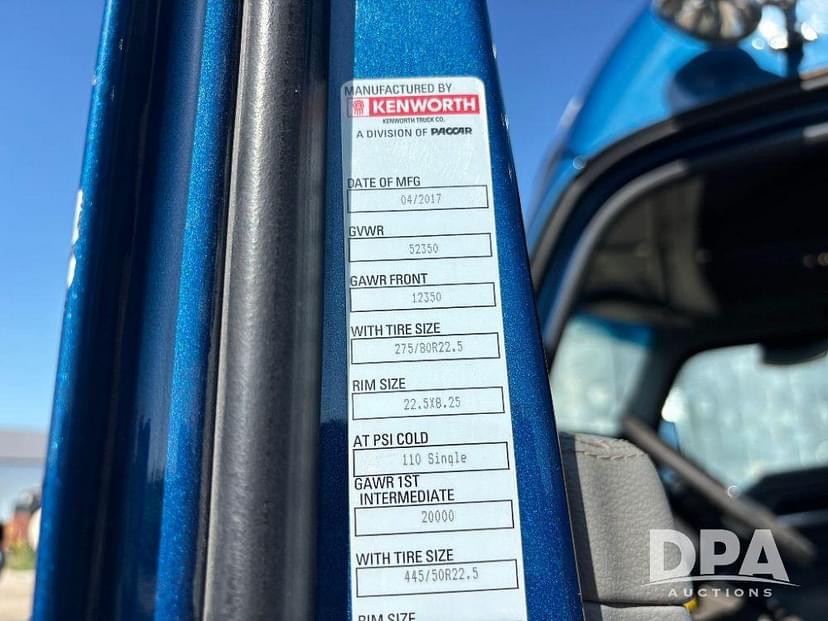 MANUFACTURED BY
KENWORTH
KENWORTH TRUCK CO.
A DIVISION OF PACCAR
DATE OF MFG
04/2017
GVWR
52350
GAWR FRONT
12350
WITH TIRE SIZE
275/80R22.5
RIM SIZE
22.5X8.25
AT PSI COLD
110 Single
GAWR 1ST
INTERMEDIATE
20000
WITH TIRE SIZE
445/50R22.5
RIM SIZE
DPA
AUCTIONS